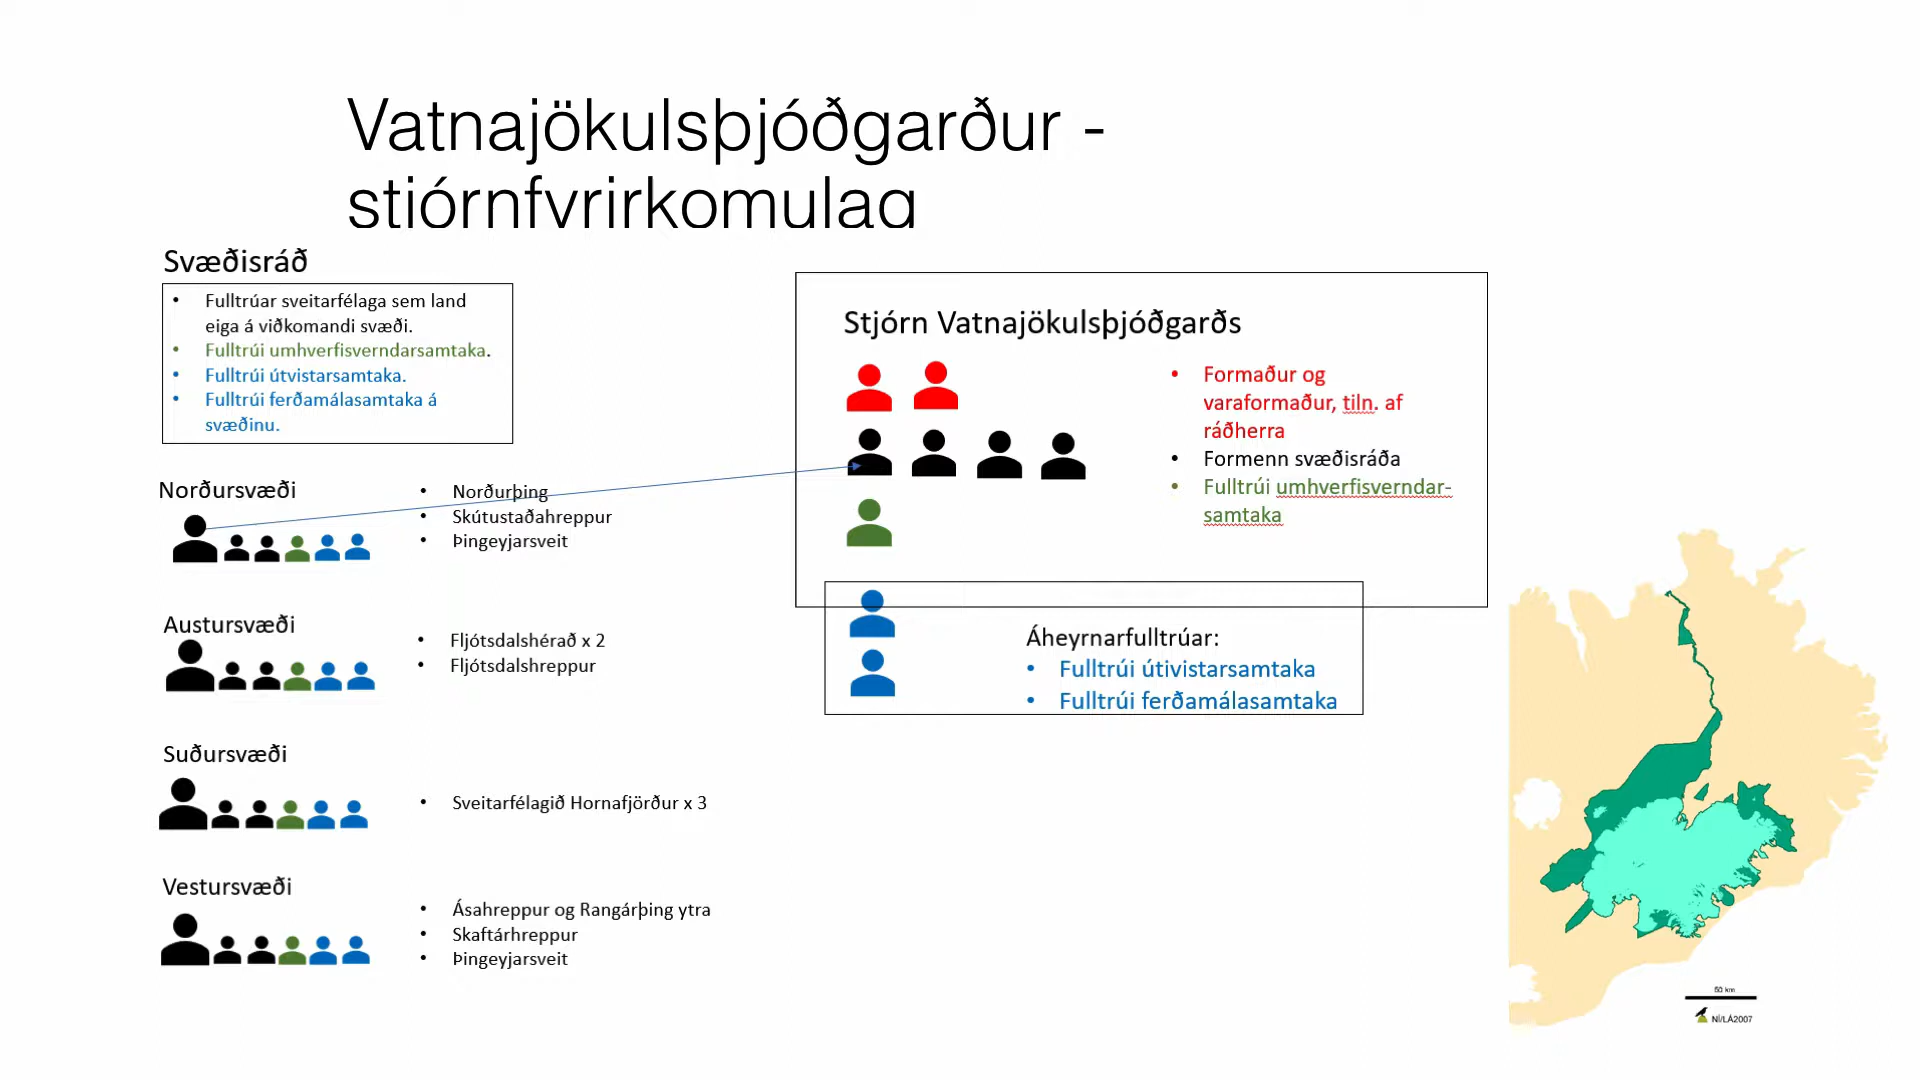 Vatnajökulsþjóðgarður -
stjórnfyrirkomulag
Svæðisráð
• Fulltrúar sveitarfélaga sem land
eiga á viðkomandi svæði.
• Fulltrúi umhverfisverndarsamtaka.
• Fulltrúi útvistarsamtaka.
• Fulltrúi ferðamálasamtaka á
svæðinu.
Norðursvæði
• Norðurþing
• Skútustaðahreppur
• Þingeyjarsveit
Austursvæði
• Fljótsdalshérað x 2
• Fljótsdalshreppur
Suðursvæði
• Sveitarfélagið Hornafjörður x 3
Vestursvæði
• Ásahreppur og Rangárþing ytra
• Skaftárhreppur
• Þingeyjarsveit
Stjórn Vatnajökulsþjóðgarðs
• Formaður og
varaformaður, tiln. af
ráðherra
• Formenn svæðisráða
• Fulltrúi umhverfisverndar-
samtaka
Áheyrnarfulltrúar:
• Fulltrúi útivistarsamtaka
• Fulltrúi ferðamálasamtaka
50 km
NÍ/LÁ2007